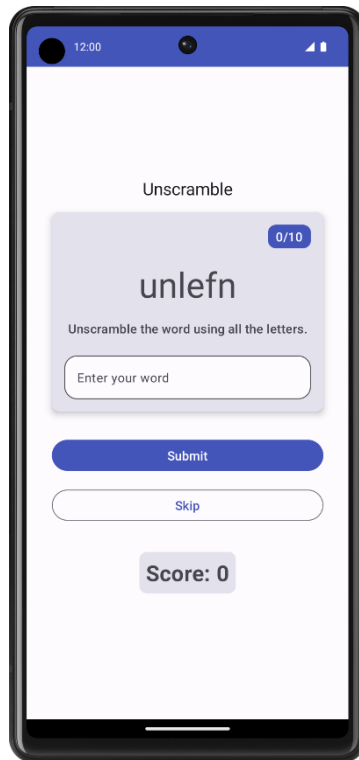 12:00
Unscramble
0/10
unlefn
Unscramble the word using all the letters.
Enter your word
Submit
Skip
Score: 0